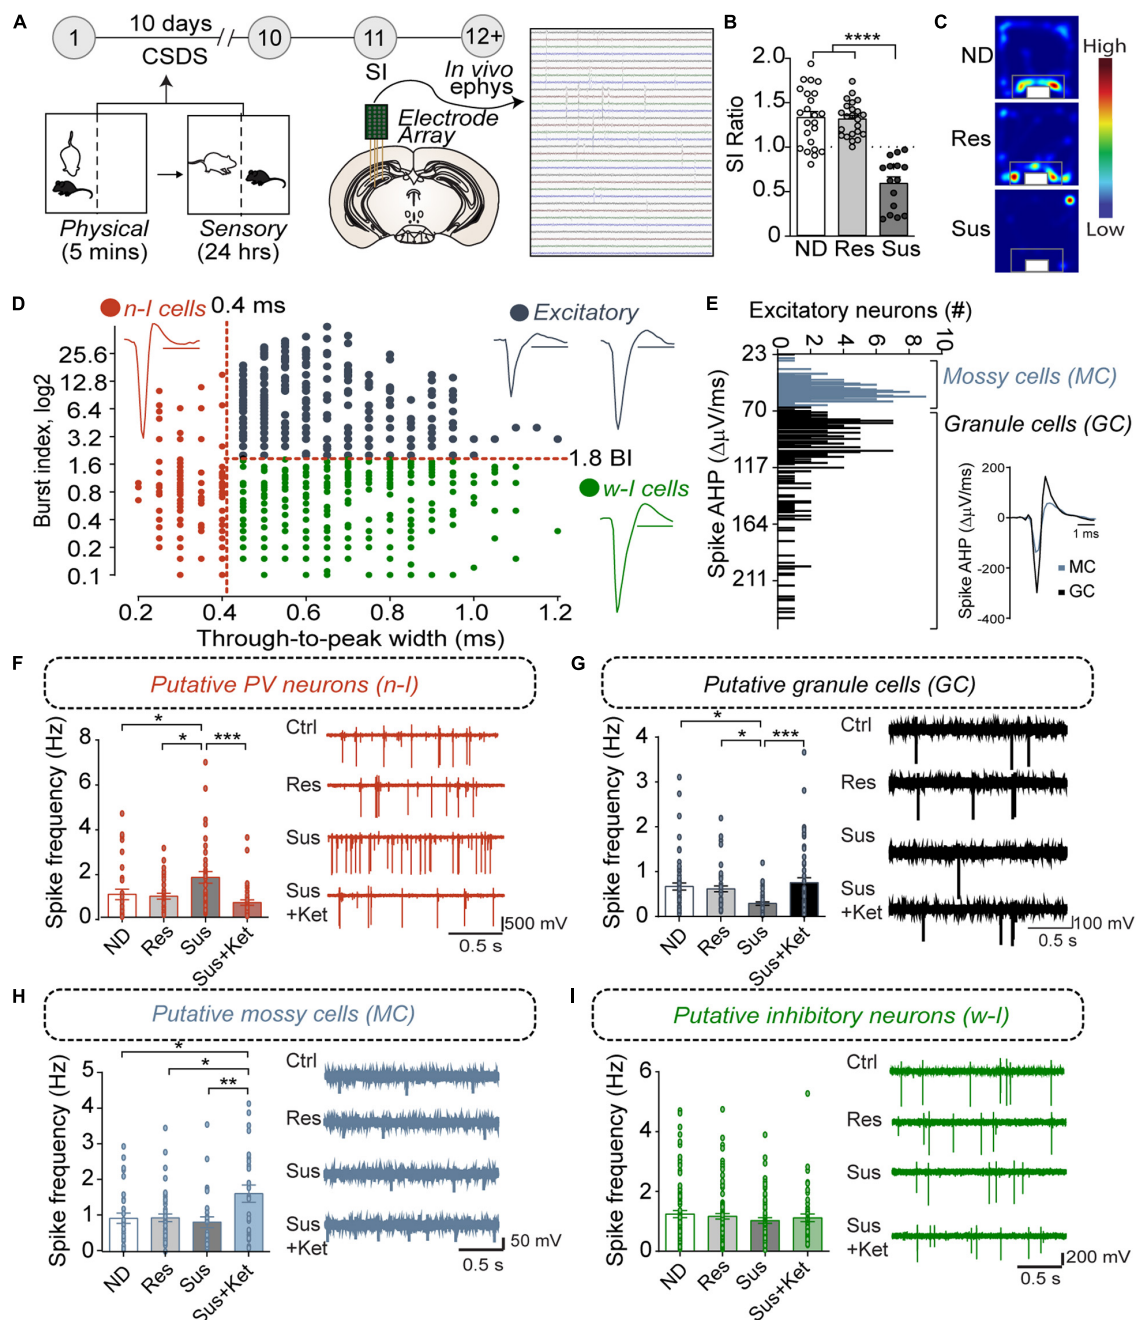 A
1
10 days
CSDS
10
11
SI
12+
In vivo
ephys
Electrode
Array
Physical
(5 mins)
Sensory
(24 hrs)
B
****
SI Ratio
2.0
1.5
1.0
0.5
0.0
ND Res Sus
C
ND
Res
Sus
High
Low
D
n-I cells
0.4 ms
Excitatory
Burst index, log2
25.6
12.8
6.4
3.2
1.6
0.8
0.4
0.2
0.1
1.8 BI
w-I cells
0.2 0.4 0.6 0.8 1.0 1.2
Through-to-peak width (ms)
E
Excitatory neurons (#)
0 2 4 6 8 10
Spike AHP (ΔµV/ms)
23
70
117
164
211
Mossy cells (MC)
Granule cells (GC)
Spike AHP (ΔµV/ms)
200
0
-200
-400
1 ms
MC
GC
F
Putative PV neurons (n-I)
Spike frequency (Hz)
8
6
4
2
0
*
* ***
ND Res Sus Sus+Ket
Ctrl
Res
Sus
Sus
+Ket
500 mV
0.5 s
G
Putative granule cells (GC)
Spike frequency (Hz)
4
3
2
1
0
*
* ***
ND Res Sus Sus+Ket
Ctrl
Res
Sus
Sus
+Ket
100 mV
0.5 s
H
Putative mossy cells (MC)
Spike frequency (Hz)
5
4
3
2
1
0
*
*
**
ND Res Sus Sus+Ket
Ctrl
Res
Sus
Sus
+Ket
50 mV
0.5 s
I
Putative inhibitory neurons (w-I)
Spike frequency (Hz)
6
4
2
0
ND Res Sus Sus+Ket
Ctrl
Res
Sus
Sus
+Ket
200 mV
0.5 s